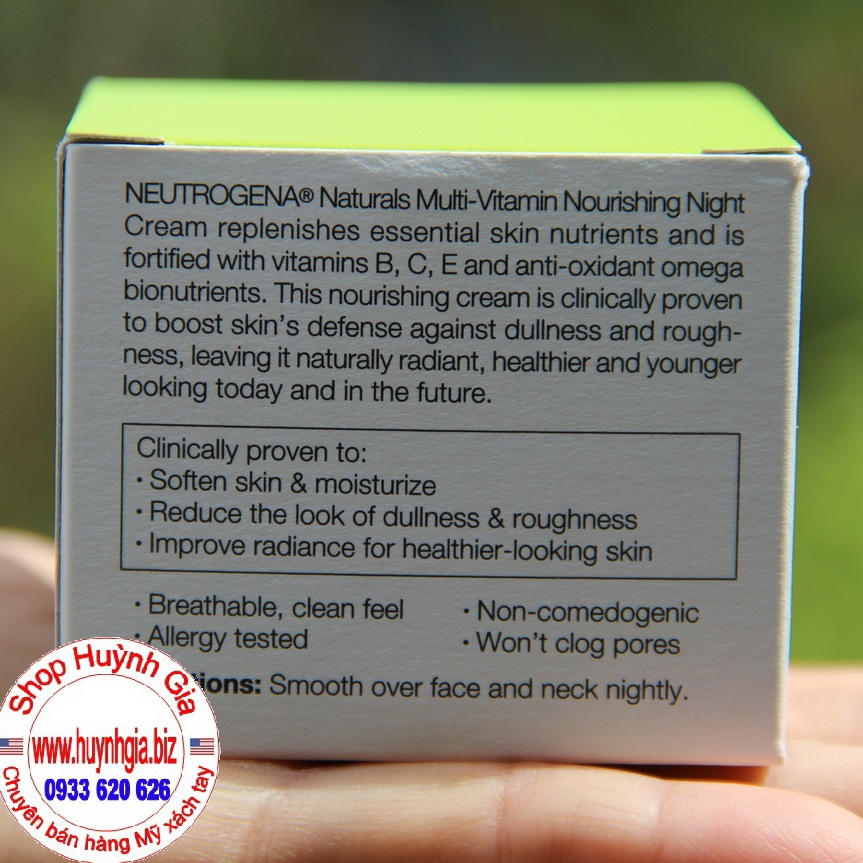 NEUTROGENA® Naturals Multi-Vitamin Nourishing Night
Cream replenishes essential skin nutrients and is
fortified with vitamins B, C, E and anti-oxidant omega
bionutrients. This nourishing cream is clinically proven
to boost skin's defense against dullness and rough-
ness, leaving it naturally radiant, healthier and younger
looking today and in the future.
Clinically proven to:
• Soften skin & moisturize
• Reduce the look of dullness & roughness
• Improve radiance for healthier-looking skin
• Breathable, clean feel
• Non-comedogenic
• Allergy tested
• Won't clog pores
Smooth over face and neck nightly.
Shop Huỳnh Gia
www.huynhgia.biz
0933 620 626
Chuyên bán hàng Mỹ xách tay